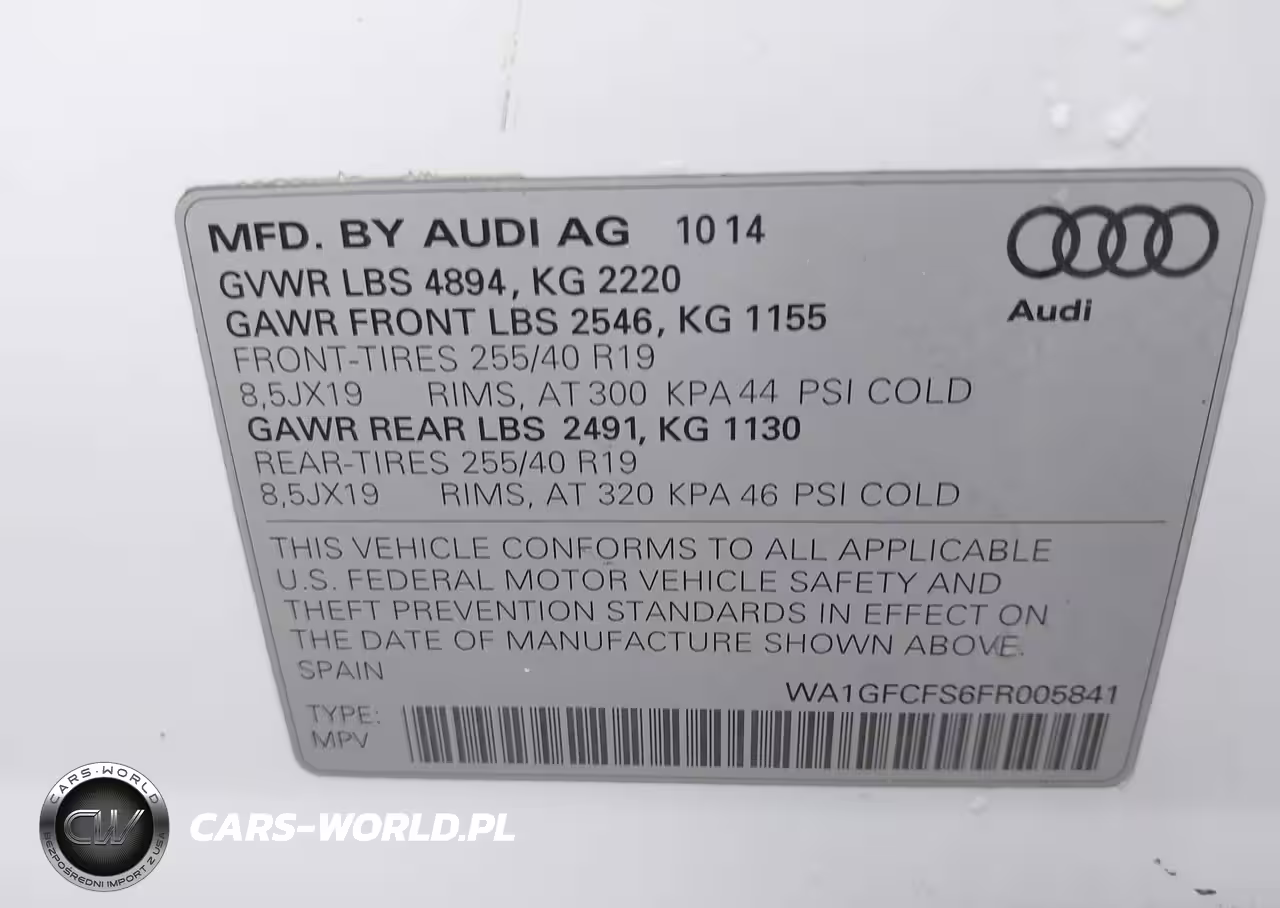 MFD. BY AUDI AG 10 14
GVWR LBS 4894, KG 2220
GAWR FRONT LBS 2546, KG 1155
FRONT-TIRES 255/40 R19
8,5JX19 RIMS, AT 300 KPA 44 PSI COLD
GAWR REAR LBS 2491, KG 1130
REAR-TIRES 255/40 R19
8,5JX19 RIMS, AT 320 KPA 46 PSI COLD
Audi
THIS VEHICLE CONFORMS TO ALL APPLICABLE
U.S. FEDERAL MOTOR VEHICLE SAFETY AND
THEFT PREVENTION STANDARDS IN EFFECT ON
THE DATE OF MANUFACTURE SHOWN ABOVE.
SPAIN
WA1GFCFS6FR005841
TYPE:
MPV
CARS-WORLD
CW
BEZPOŚREDNI IMPORT Z USA
CARS-WORLD.PL